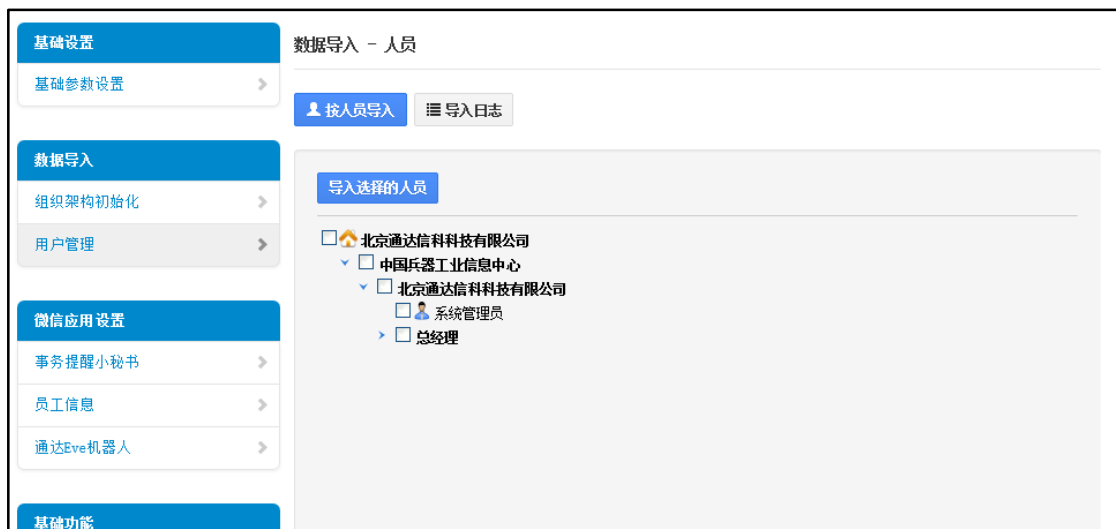 基础设置
基础参数设置
数据导入
组织架构初始化
用户管理
微信应用设置
事务提醒小秘书
员工信息
通达Eve机器人
基础功能
数据导入 - 人员
按人员导入
导入日志
导入选择的人员
北京通达信科科技有限公司
中国兵器工业信息中心
北京通达信科科技有限公司
系统管理员
总经理